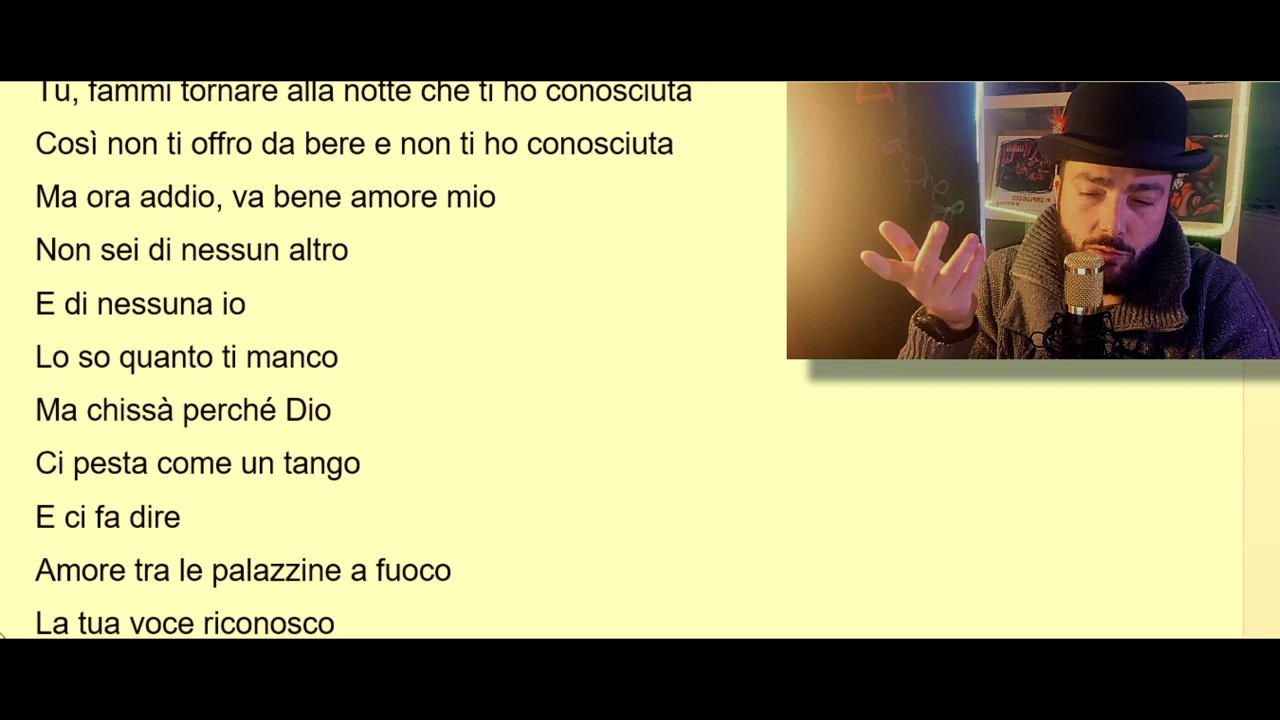 Tu, fammi tornare alla notte che ti ho conosciuta
Così non ti offro da bere e non ti ho conosciuta
Ma ora addio, va bene amore mio
Non sei di nessun altro
E di nessuna io
Lo so quanto ti manco
Ma chissà perché Dio
Ci pesta come un tango
E ci fa dire
Amore tra le palazzine a fuoco
La tua voce riconosco